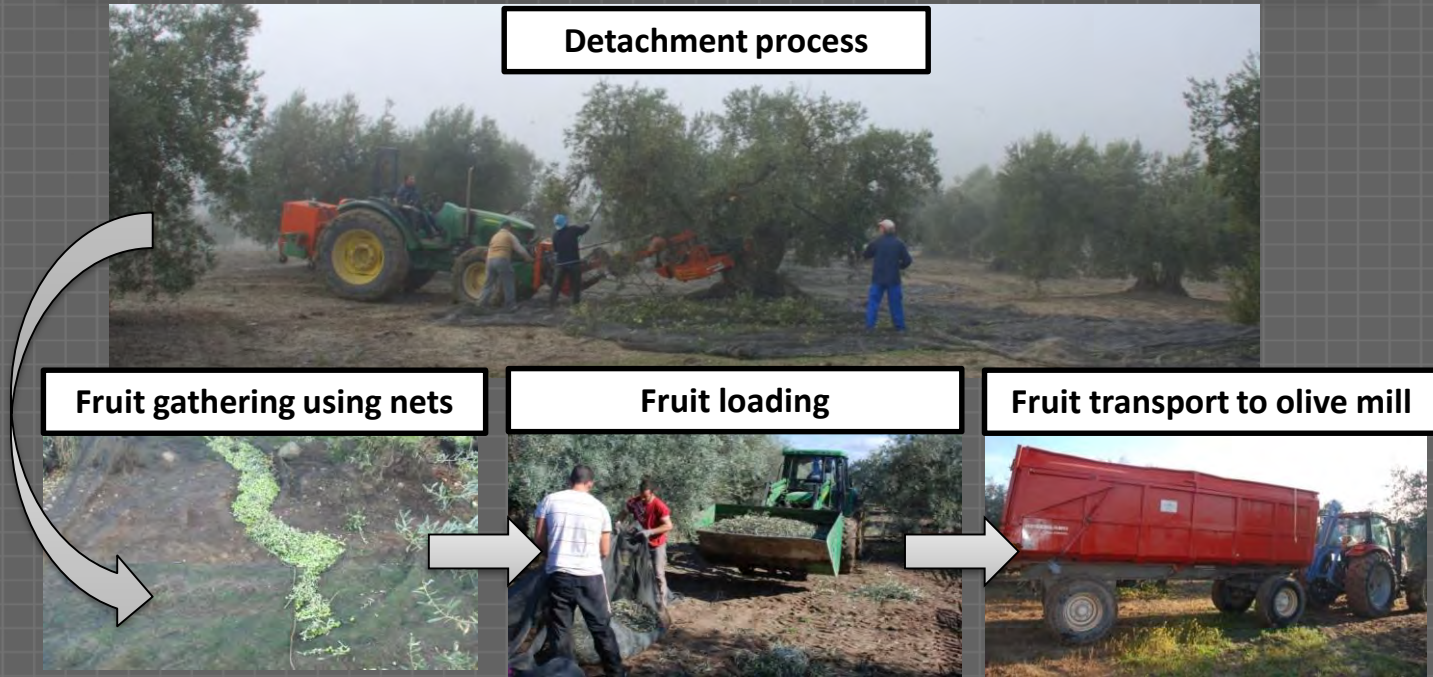 Detachment process
Fruit gathering using nets
Fruit loading
Fruit transport to olive mill